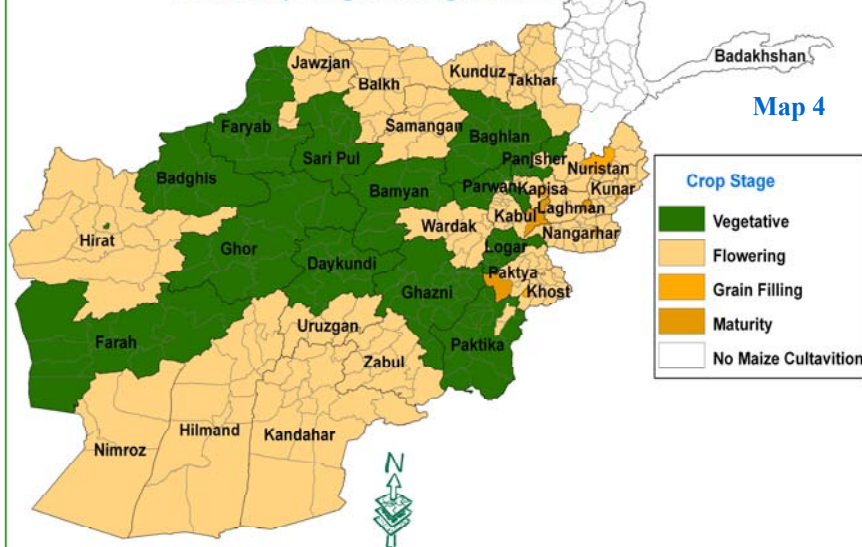 Jawzjan
Balkh
Kunduz
Takhar
Badakhshan
Map 4
Faryab
Samangan
Baghlan
Sari Pul
Panjsher
Nuristan
Badghis
Bamyan
Parwan
Kapisa
Kunar
Laghman
Hirat
Wardak
Kabul
Nangarhar
Ghor
Logar
Daykundi
Paktya
Ghazni
Khost
Farah
Uruzgan
Zabul
Paktika
Nimroz
Hilmand
Kandahar
N
Crop Stage
Vegetative
Flowering
Grain Filling
Maturity
No Maize Cultavition